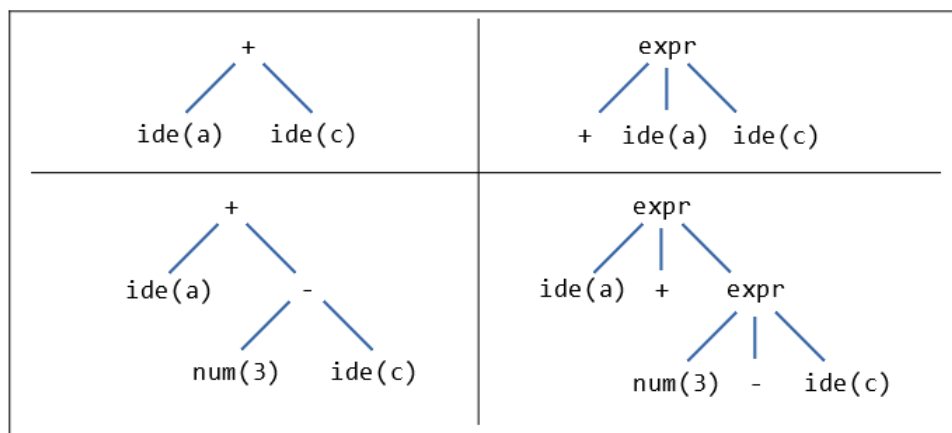 +
ide(a) ide(c)
expr
+ ide(a) ide(c)
+
ide(a) -
num(3) ide(c)
expr
ide(a) + expr
num(3) - ide(c)